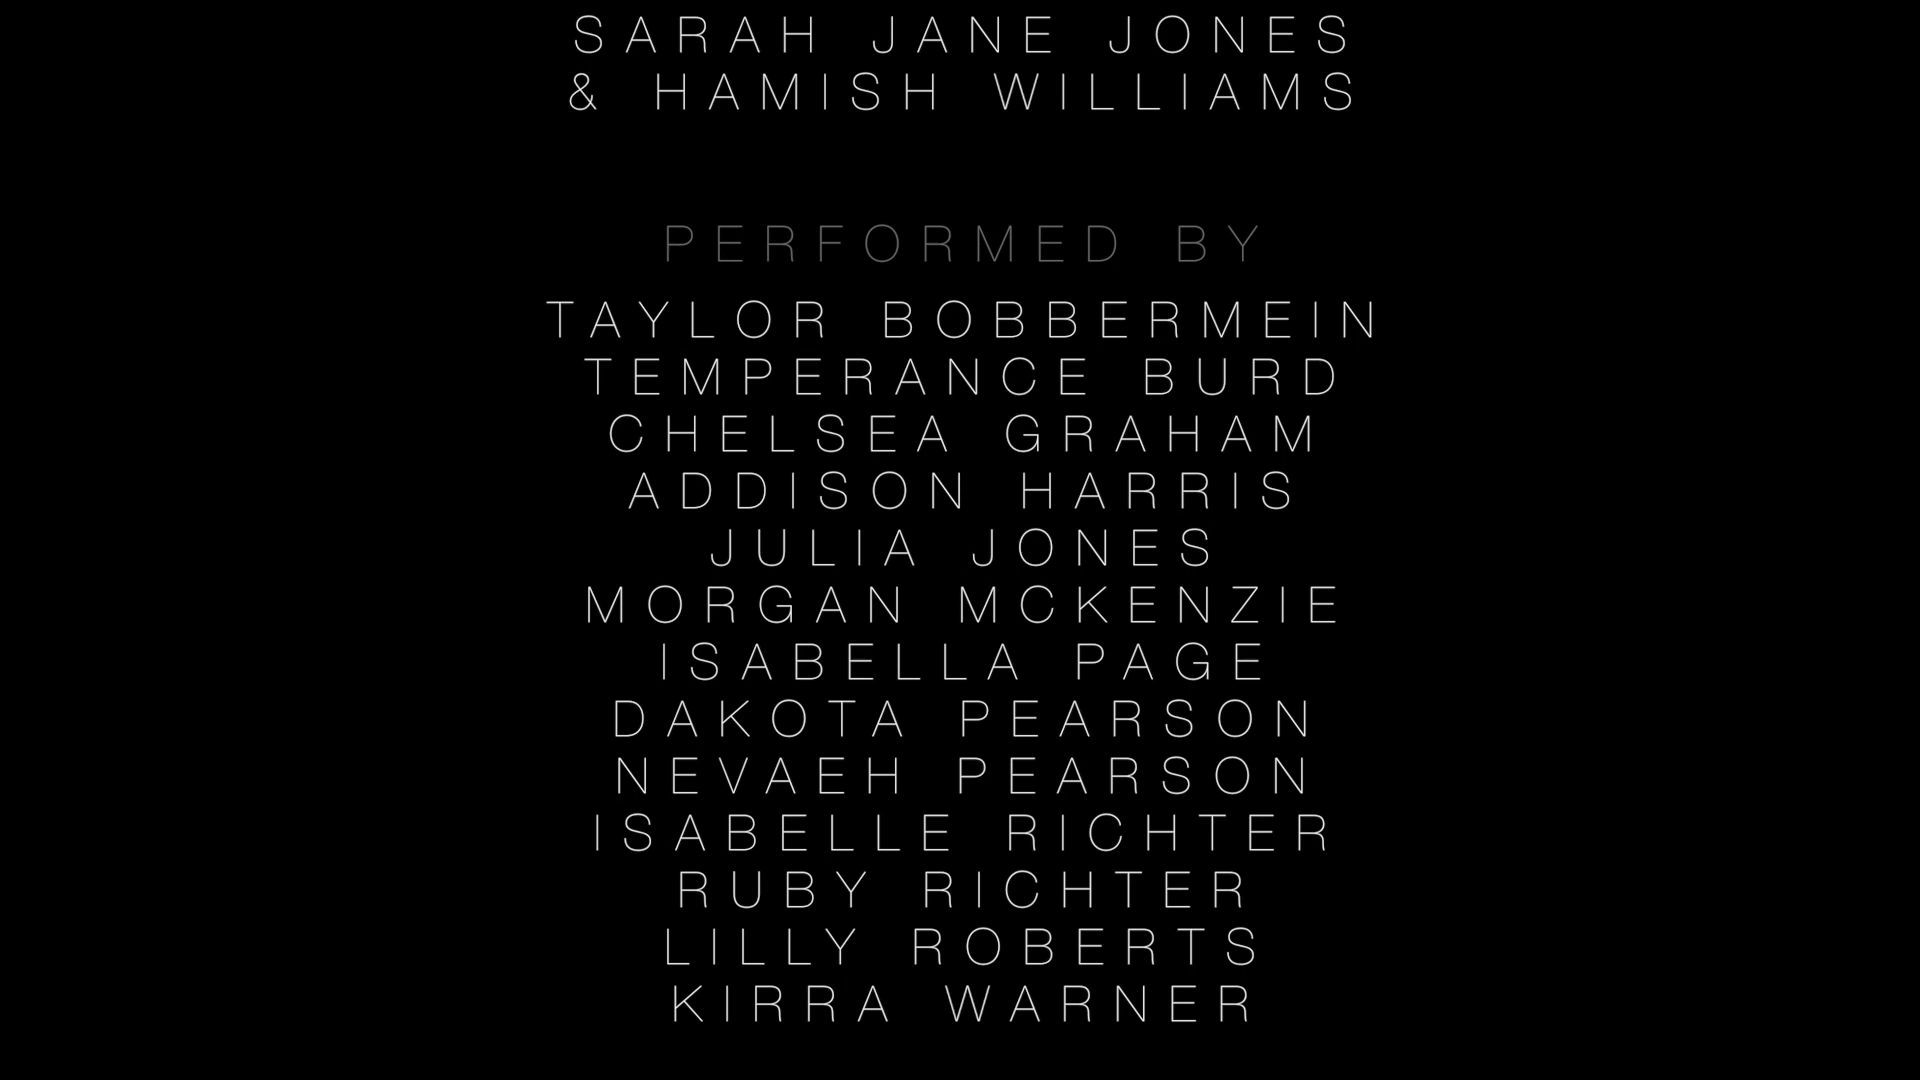 SARAH JANE JONES
& HAMISH WILLIAMS
PERFORMED BY
TAYLOR BOBBERMEIN
TEMPERANCE BURD
CHELSEA GRAHAM
ADDISON HARRIS
JULIA JONES
MORGAN MCKENZIE
ISABELLA PAGE
DAKOTA PEARSON
NEVAEH PEARSON
ISABELLE RICHTER
RUBY RICHTER
LILLY ROBERTS
KIRRA WARNER